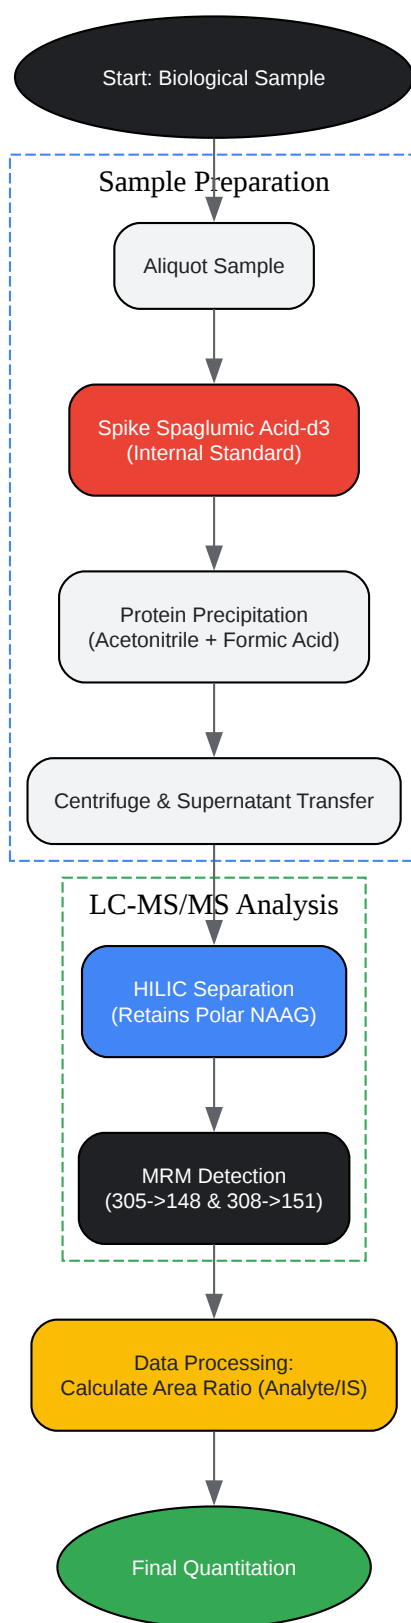 Start: Biological Sample
Sample Preparation
Aliquot Sample
Spike Spaglumic Acid-d3
(Internal Standard)
Protein Precipitation
(Acetonitrile + Formic Acid)
Centrifuge & Supernatant Transfer
LC-MS/MS Analysis
HILIC Separation
(Retains Polar NAAG)
MRM Detection
(305->148 & 308->151)
Data Processing:
Calculate Area Ratio (Analyte/IS)
Final Quantitation